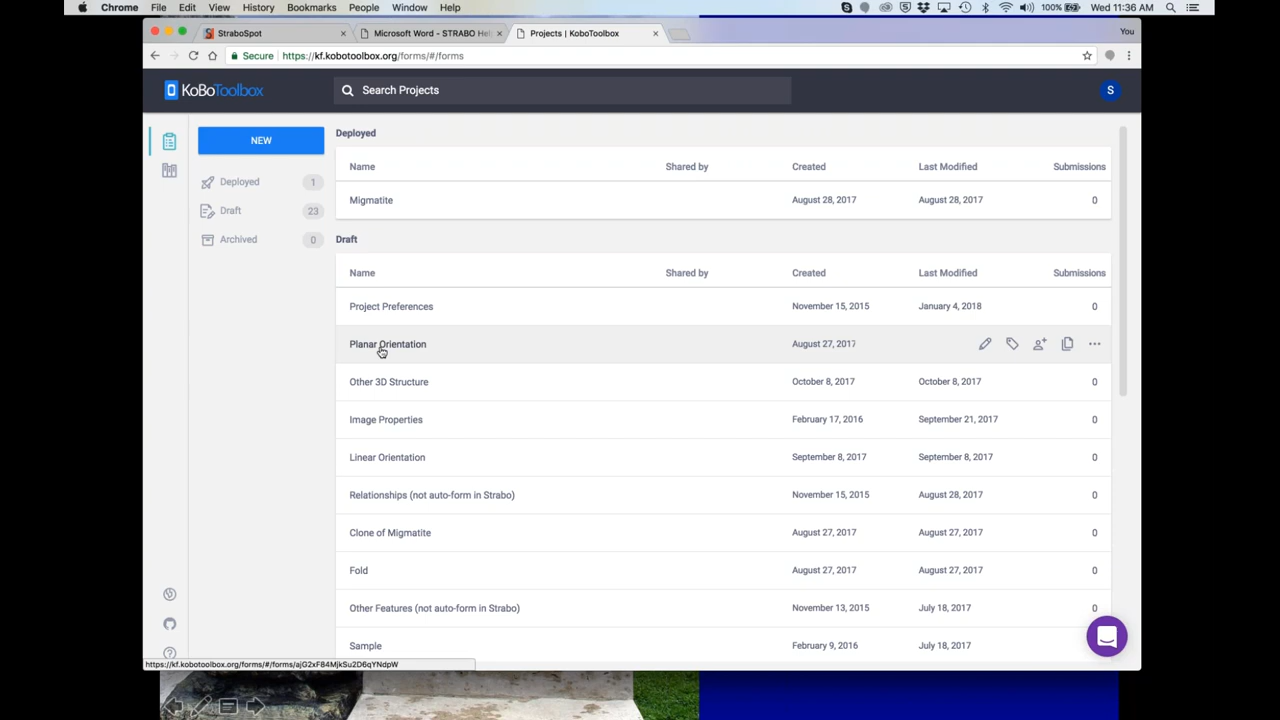 Chrome File Edit View History Bookmarks People Window Help 100% Wed 11:36 AM
StraboSpot Microsoft Word - STRABO Hel Projects | KoboToolbox You
Secure https://kf.kobotoolbox.org/forms/#/forms
KoBoToolbox Search Projects S
NEW
Deployed 1
Draft 23
Archived 0
Deployed
Name Shared by Created Last Modified Submissions
Migmatite August 28, 2017 August 28, 2017 0
Draft
Name Shared by Created Last Modified Submissions
Project Preferences November 15, 2015 January 4, 2018 0
Planar Orientation August 27, 2017
Other 3D Structure October 8, 2017 October 8, 2017 0
Image Properties February 17, 2016 September 21, 2017 0
Linear Orientation September 8, 2017 September 8, 2017 0
Relationships (not auto-form in Strabo) November 15, 2015 August 28, 2017 0
Clone of Migmatite August 27, 2017 August 27, 2017 0
Fold August 27, 2017 August 27, 2017 0
Other Features (not auto-form in Strabo) November 13, 2015 July 18, 2017 0
Sample February 9, 2016 July 18, 2017 0
https://kf.kobotoolbox.org/forms/#/forms/ajG2xF84MjkSu2D6qYNdpW